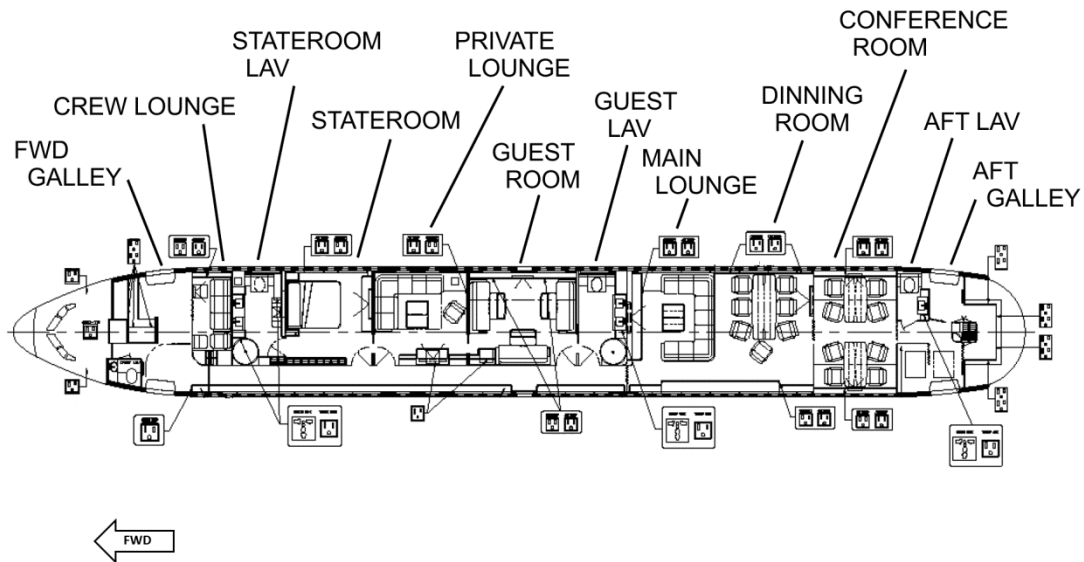 CONFERENCE
ROOM
STATEROOM
LAV
PRIVATE
LOUNGE
CREW LOUNGE
STATEROOM
GUEST
LAV
DINNING
ROOM
AFT LAV
FWD
GALLEY
GUEST
ROOM
MAIN
LOUNGE
AFT
GALLEY
FWD